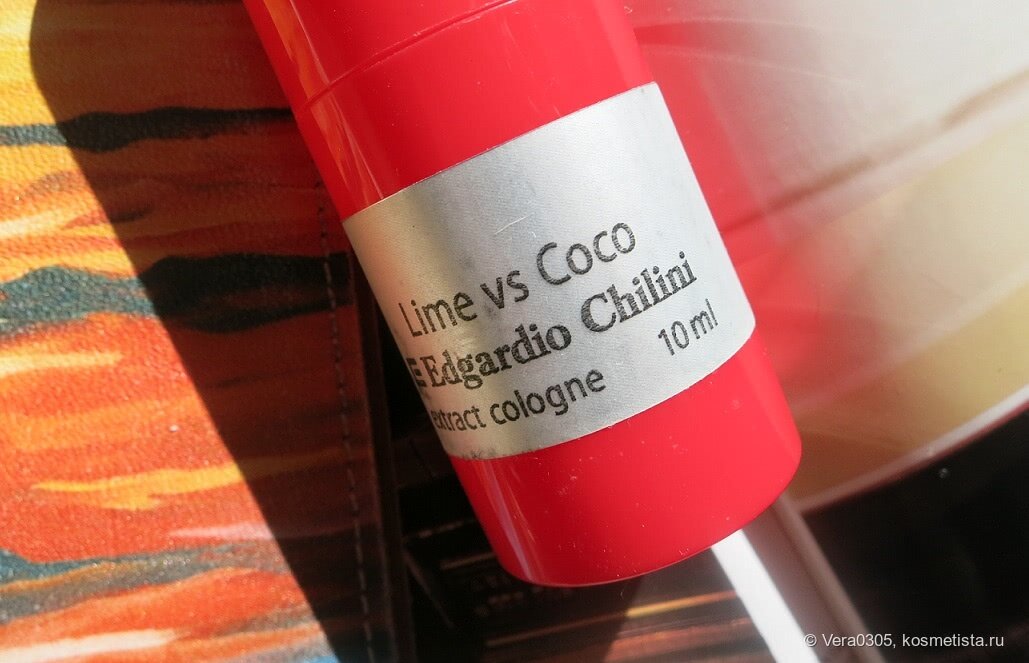 Lime vs Coco
Edgardio Chilini
10 ml
extract cologne
© Vera0305, kosmetista.ru